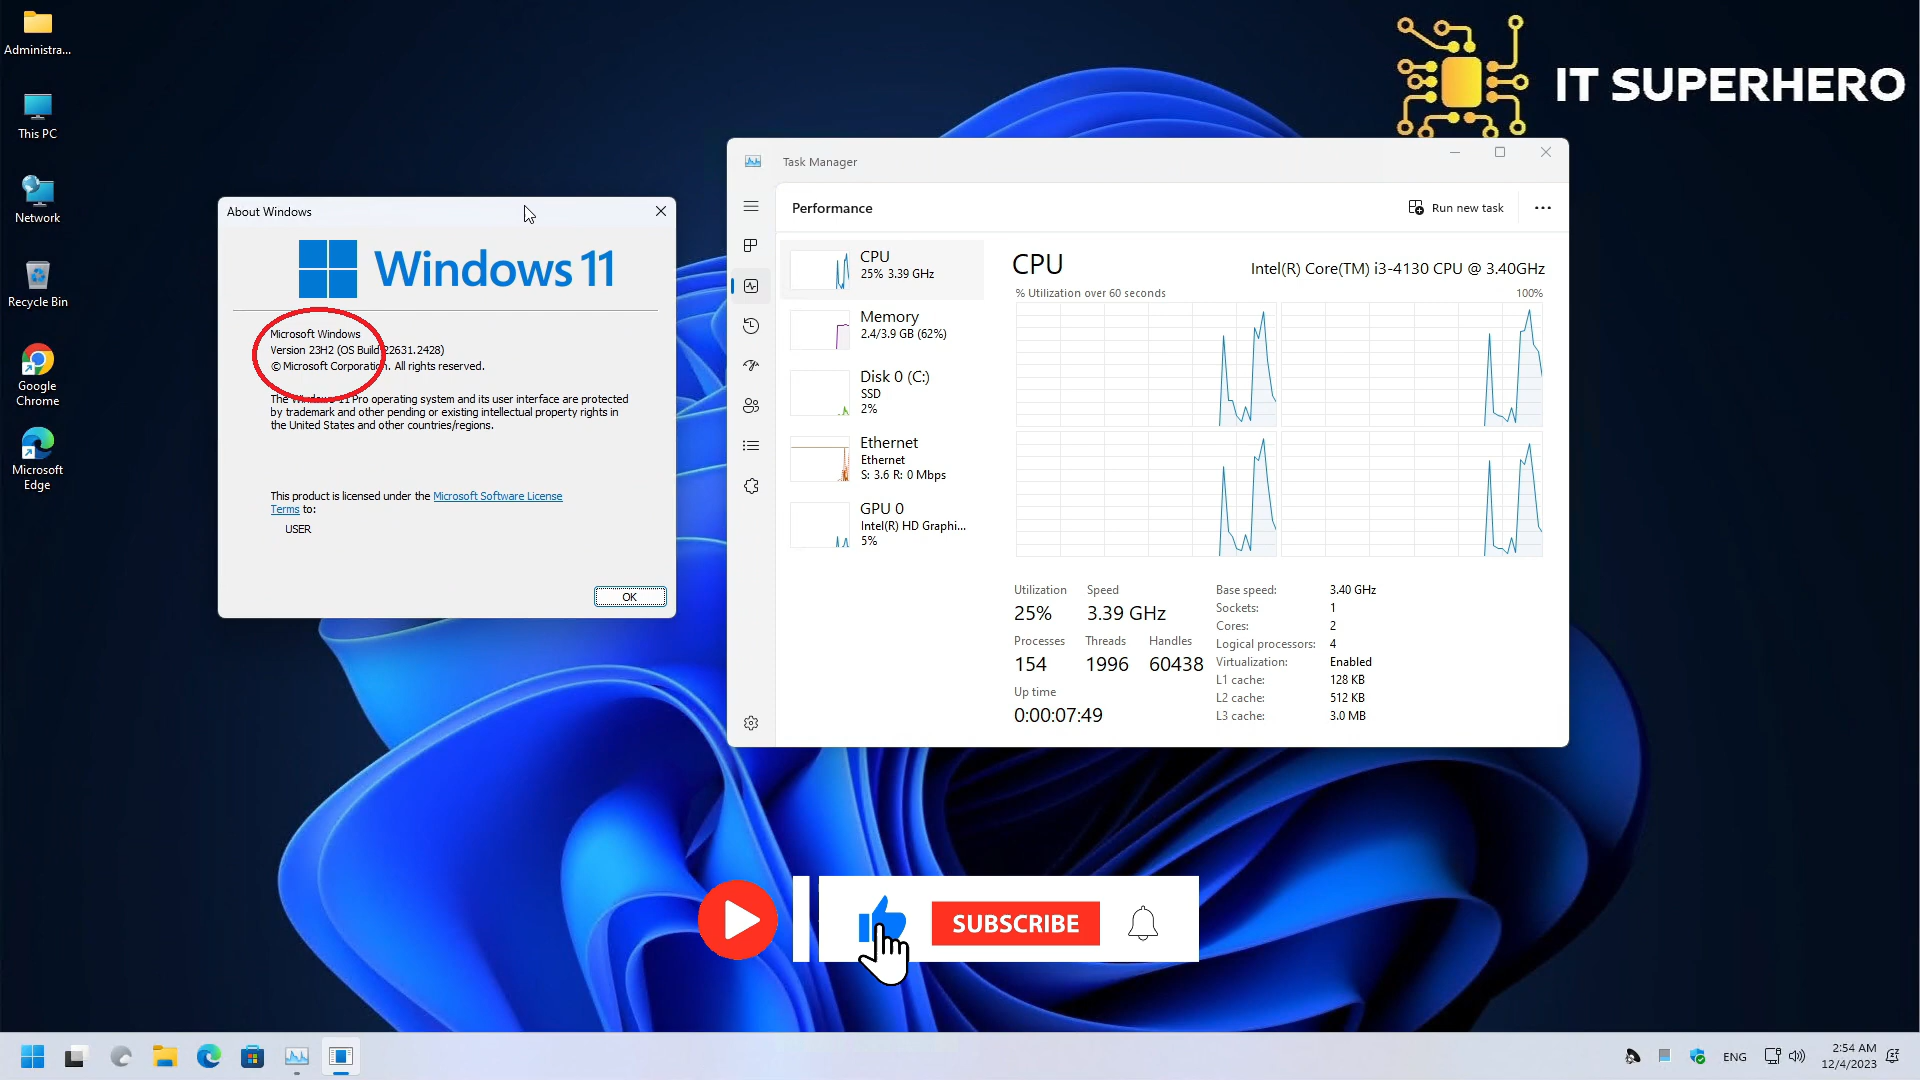 Administra...
This PC
Network
Recycle Bin
Google
Chrome
Microsoft
Edge
IT SUPERHERO
About Windows
Windows 11
Microsoft Windows
Version 23H2 (OS Build 22631.2428)
© Microsoft Corporation. All rights reserved.
The Windows 11 Pro operating system and its user interface are protected
by trademark and other pending or existing intellectual property rights in
the United States and other countries/regions.
This product is licensed under the Microsoft Software License
Terms to:
USER
OK
Task Manager
Performance
Run new task
CPU
25% 3.39 GHz
Memory
2.4/3.9 GB (62%)
Disk 0 (C:)
SSD
2%
Ethernet
Ethernet
S: 3.6 R: 0 Mbps
GPU 0
Intel(R) HD Graphi...
5%
CPU
Intel(R) Core(TM) i3-4130 CPU @ 3.40GHz
% Utilization over 60 seconds
100%
Utilization Speed
25% 3.39 GHz
Processes Threads Handles
154 1996 60438
Up time
0:00:07:49
Base speed: 3.40 GHz
Sockets: 1
Cores: 2
Logical processors: 4
Virtualization: Enabled
L1 cache: 128 KB
L2 cache: 512 KB
L3 cache: 3.0 MB
SUBSCRIBE
ENG
2:54 AM
12/4/2023